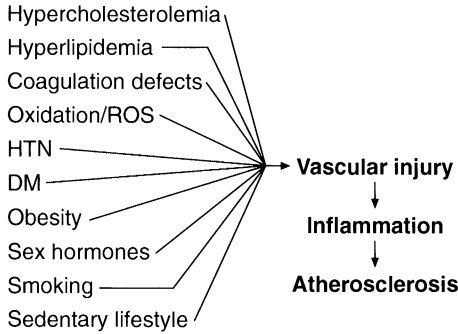 Hypercholesterolemia
Hyperlipidemia
Coagulation defects
Oxidation/ROS
HTN
DM
Obesity
Sex hormones
Smoking
Sedentary lifestyle
Vascular injury
Inflammation
Atherosclerosis